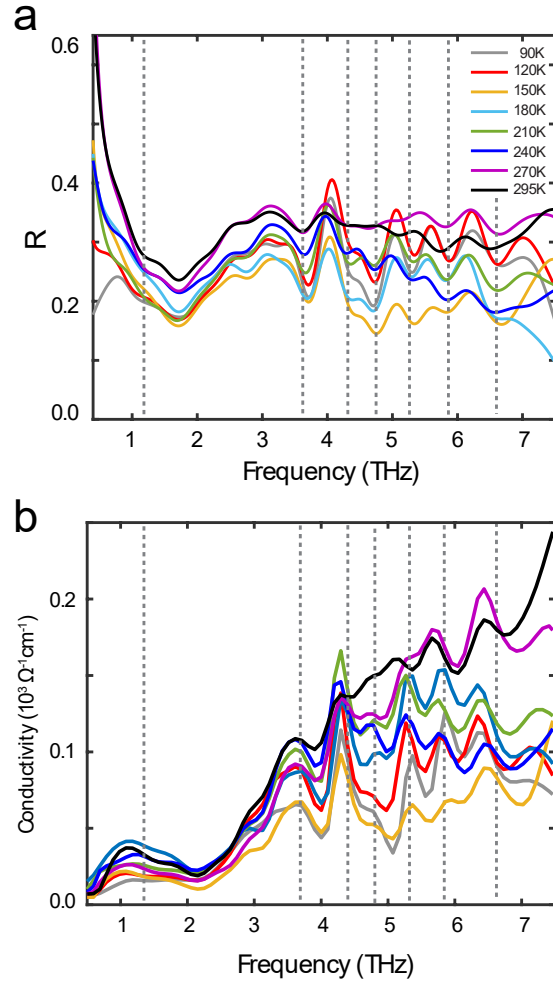 a
0.6
0.4
0.2
0.0
R
90K
120K
150K
180K
210K
240K
270K
295K
1 2 3 4 5 6 7
Frequency (THz)
b
0.2
0.1
0.0
Conductivity (10³ Ω⁻¹cm⁻¹)
1 2 3 4 5 6 7
Frequency (THz)